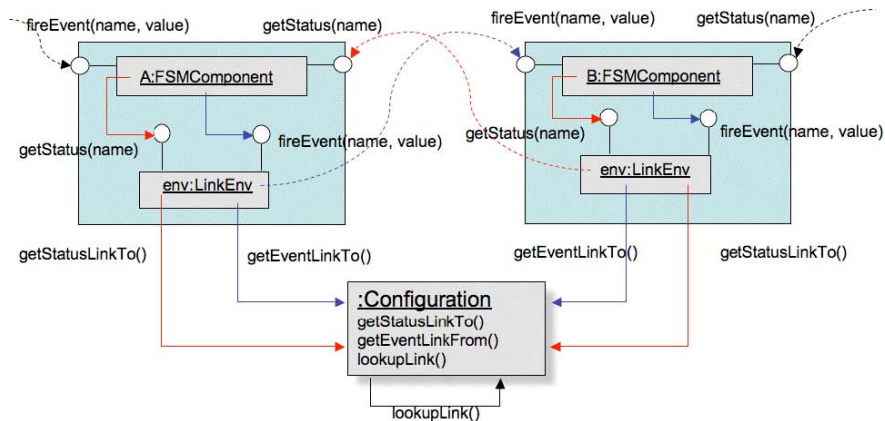 fireEvent(name, value)
getStatus(name)
fireEvent(name, value)
getStatus(name)
A:FSMComponent
B:FSMComponent
getStatus(name)
fireEvent(name, value)
getStatus(name)
fireEvent(name, value)
env:LinkEnv
env:LinkEnv
getStatusLinkTo()
getEventLinkTo()
getEventLinkTo()
getStatusLinkTo()
:Configuration
getStatusLinkTo()
getEventLinkFrom()
lookupLink()
lookupLink()